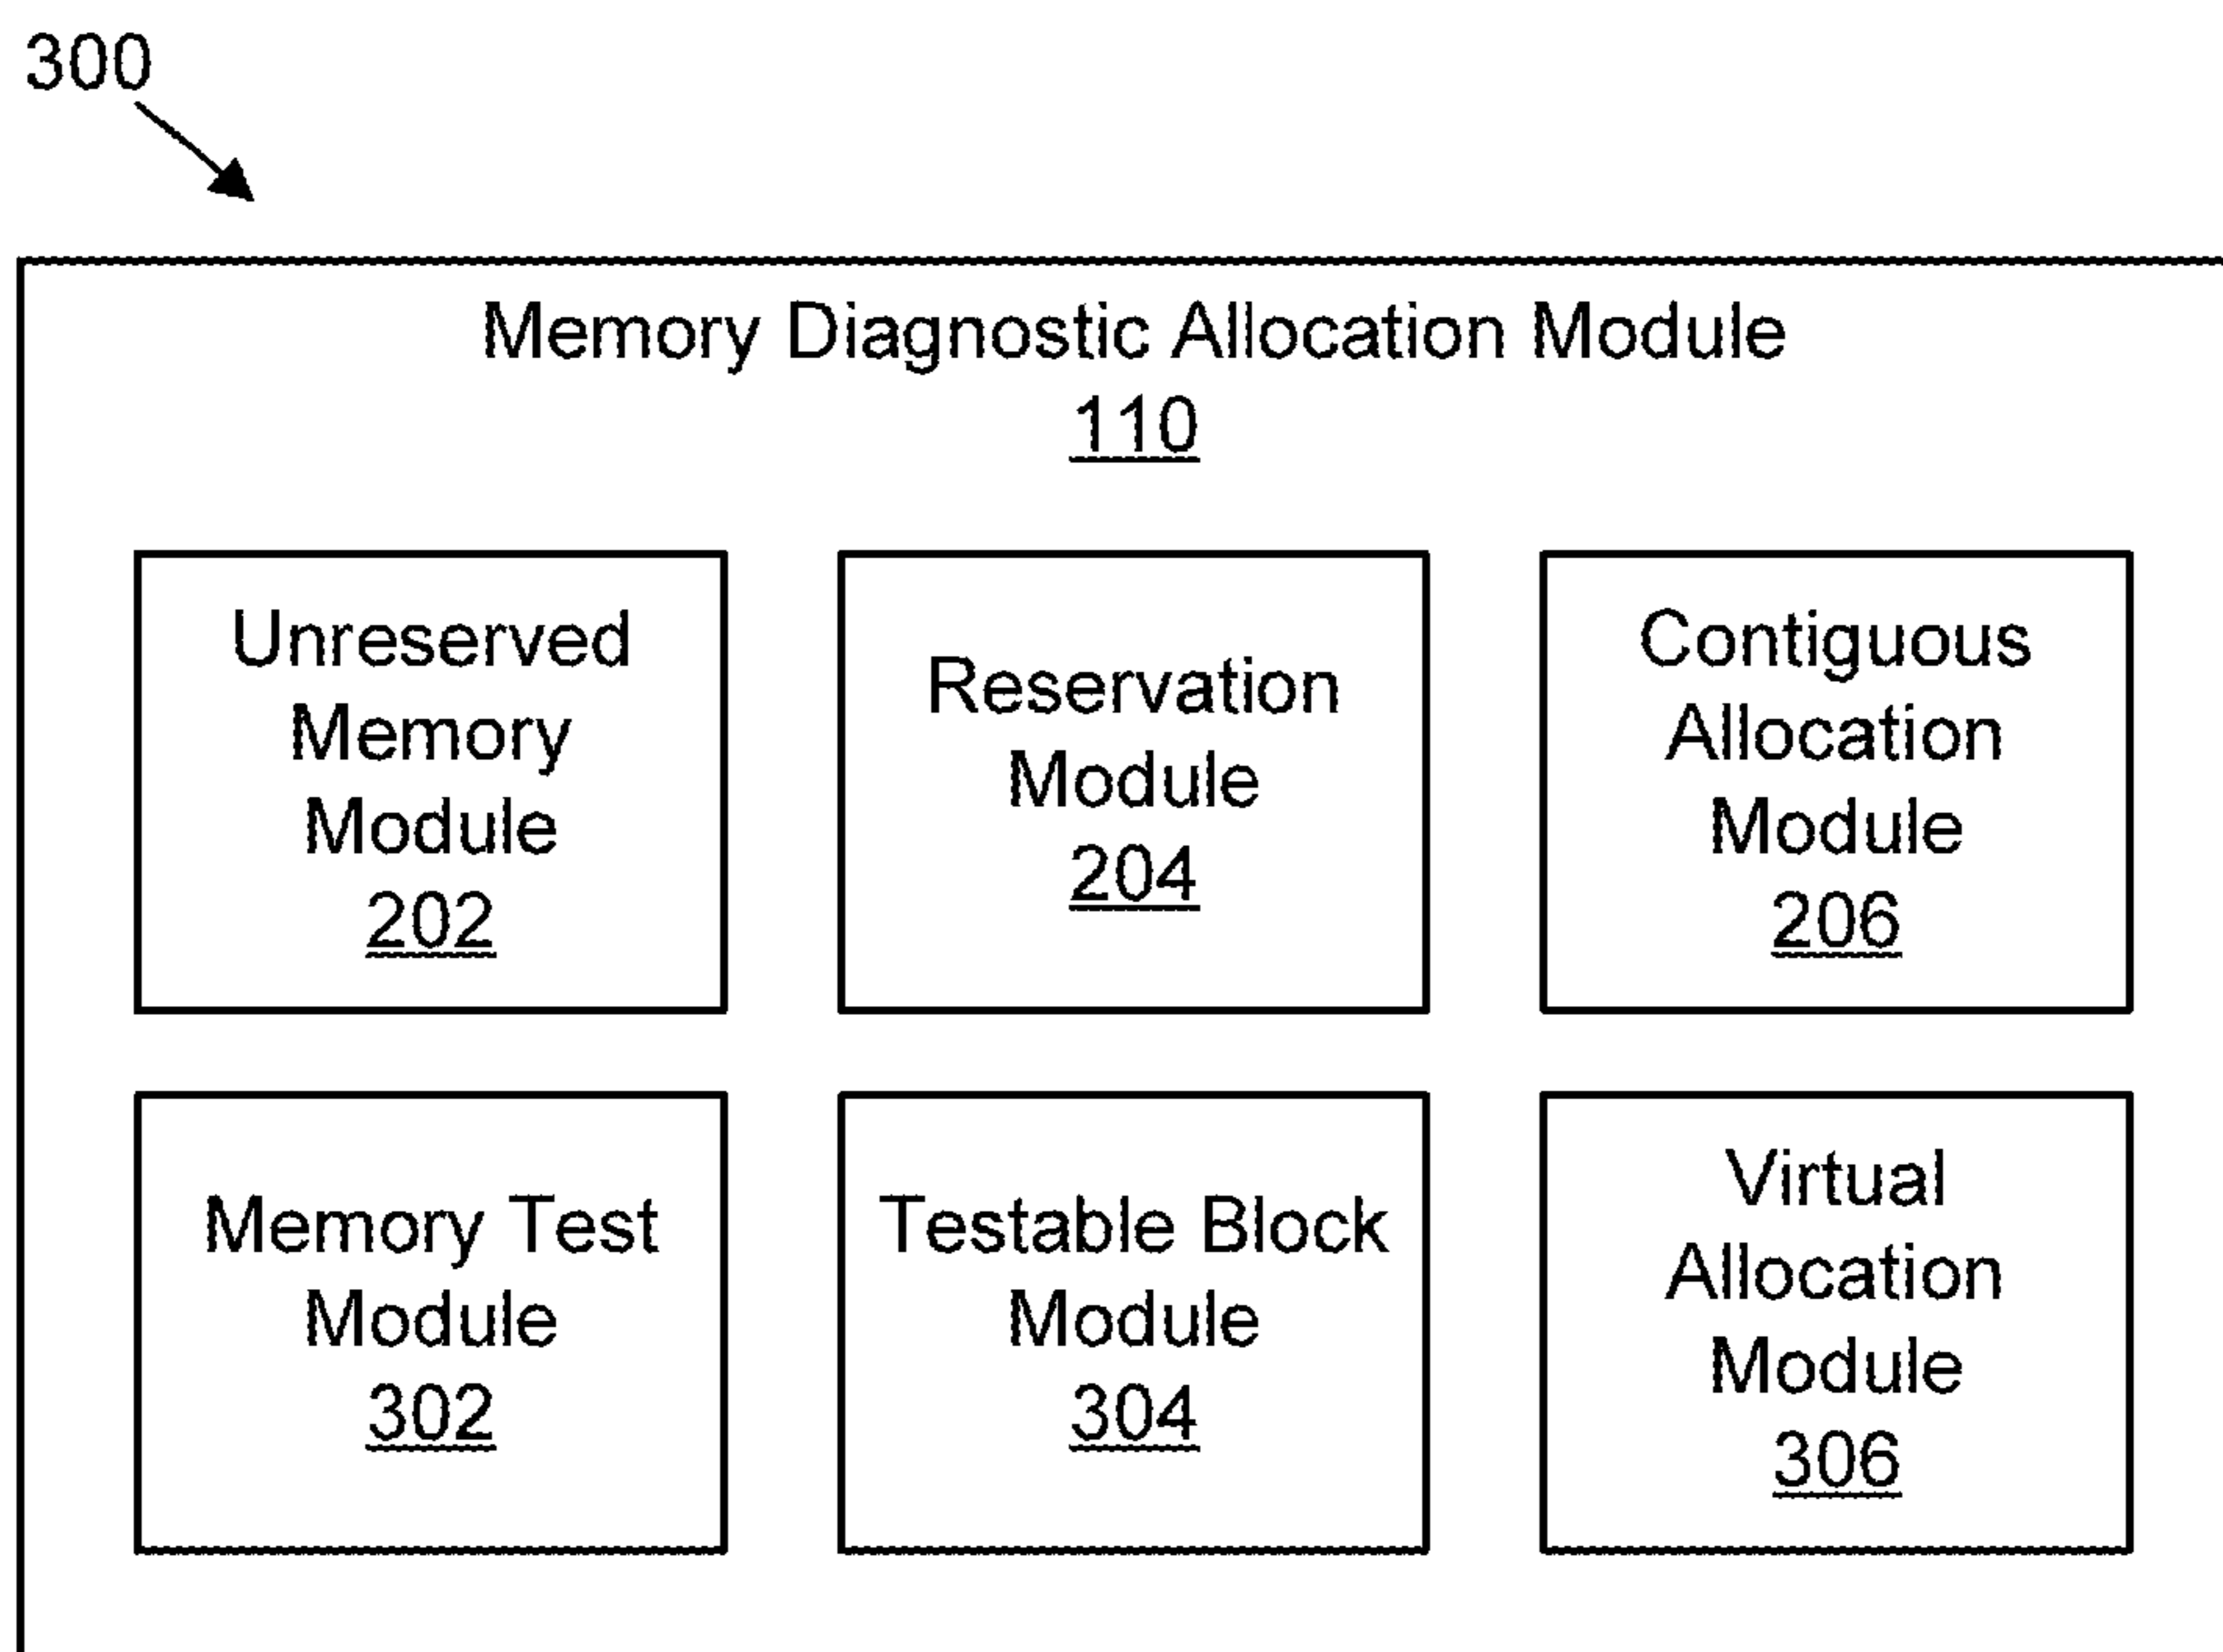 300
Memory Diagnostic Allocation Module
110
Unreserved
Memory
Module
202
Reservation
Module
204
Contiguous
Allocation
Module
206
Memory Test
Module
302
Testable Block
Module
304
Virtual
Allocation
Module
306